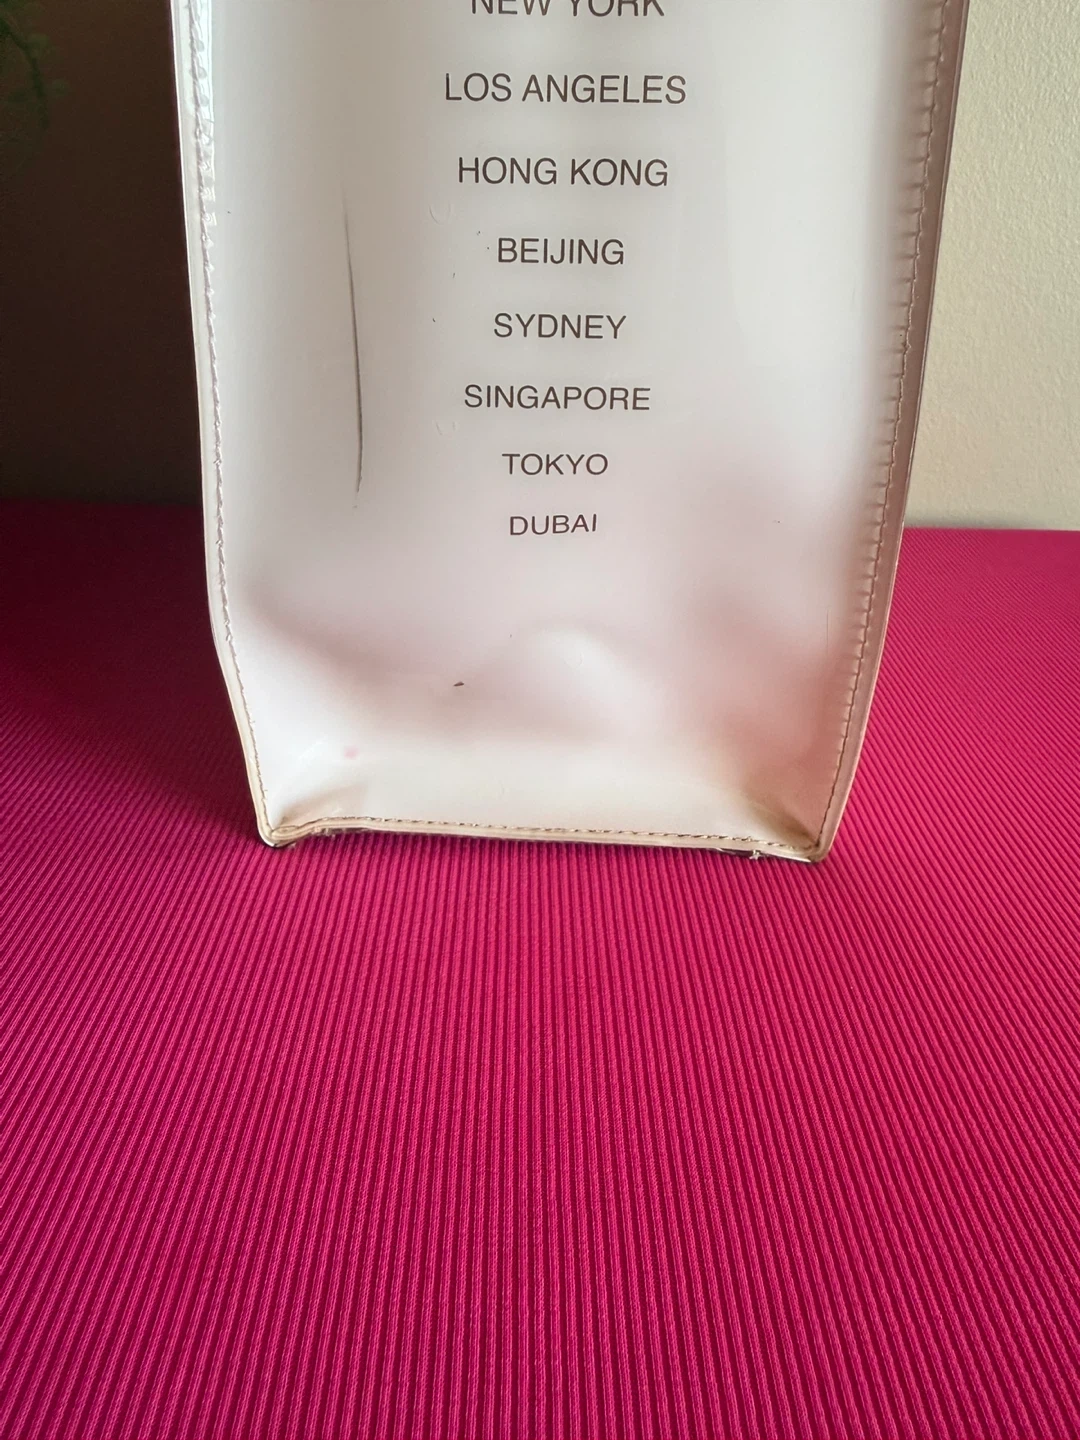 NEW YORK
LOS ANGELES
HONG KONG
BEIJING
SYDNEY
SINGAPORE
TOKYO
DUBAI